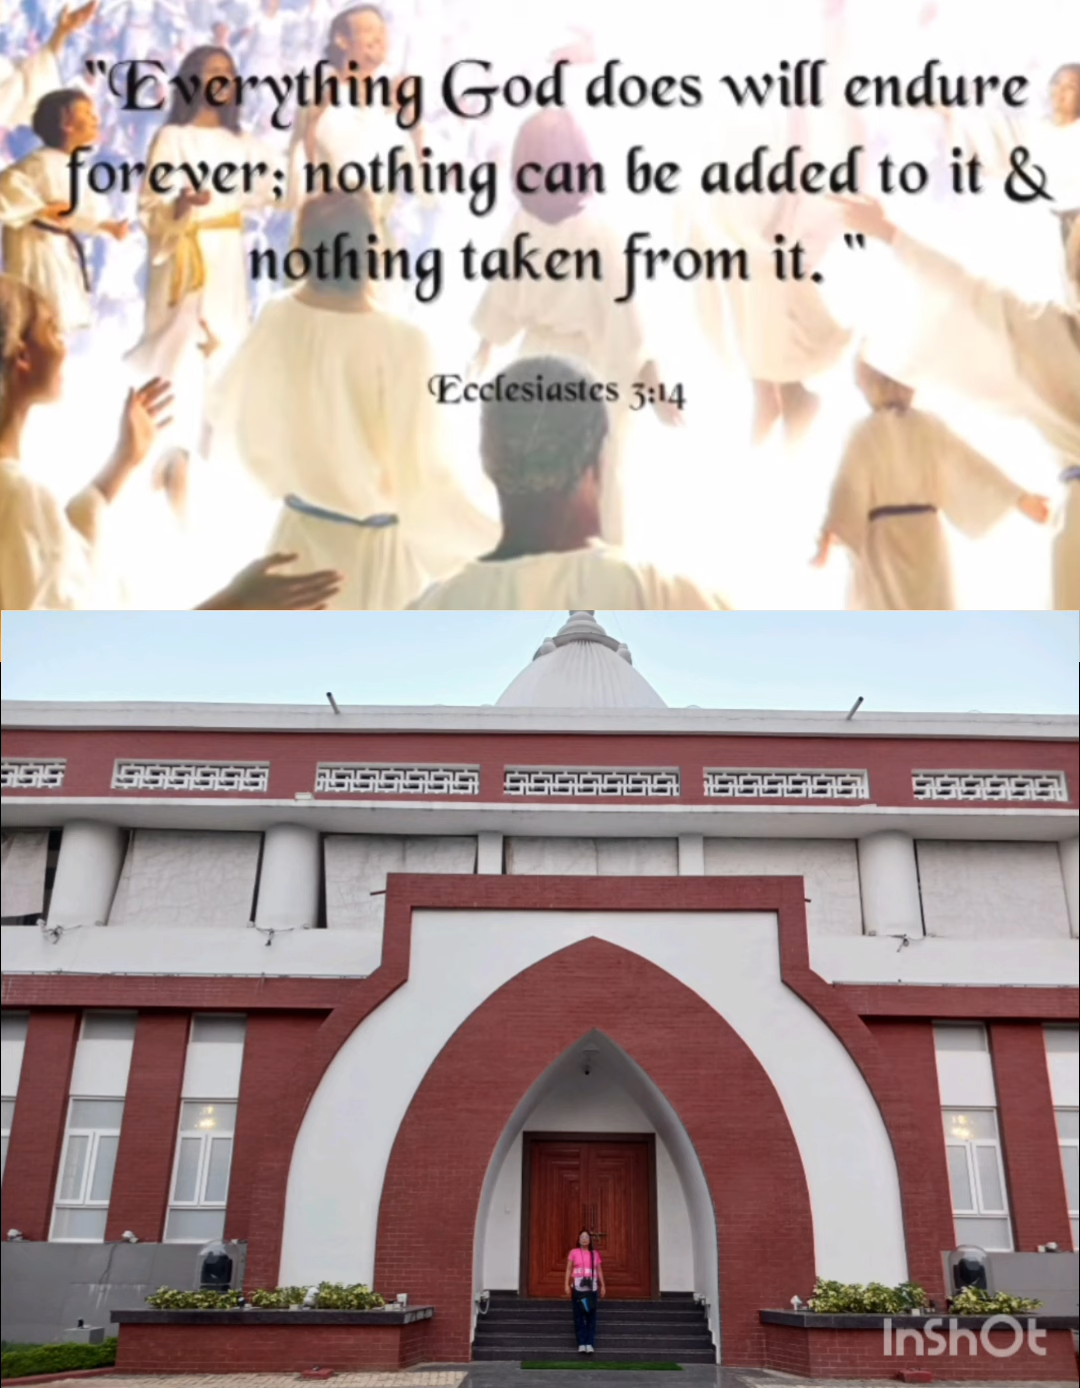 "Everything God does will endure
forever; nothing can be added to it &
nothing taken from it. "
Ecclesiastes 3:14
InShOt